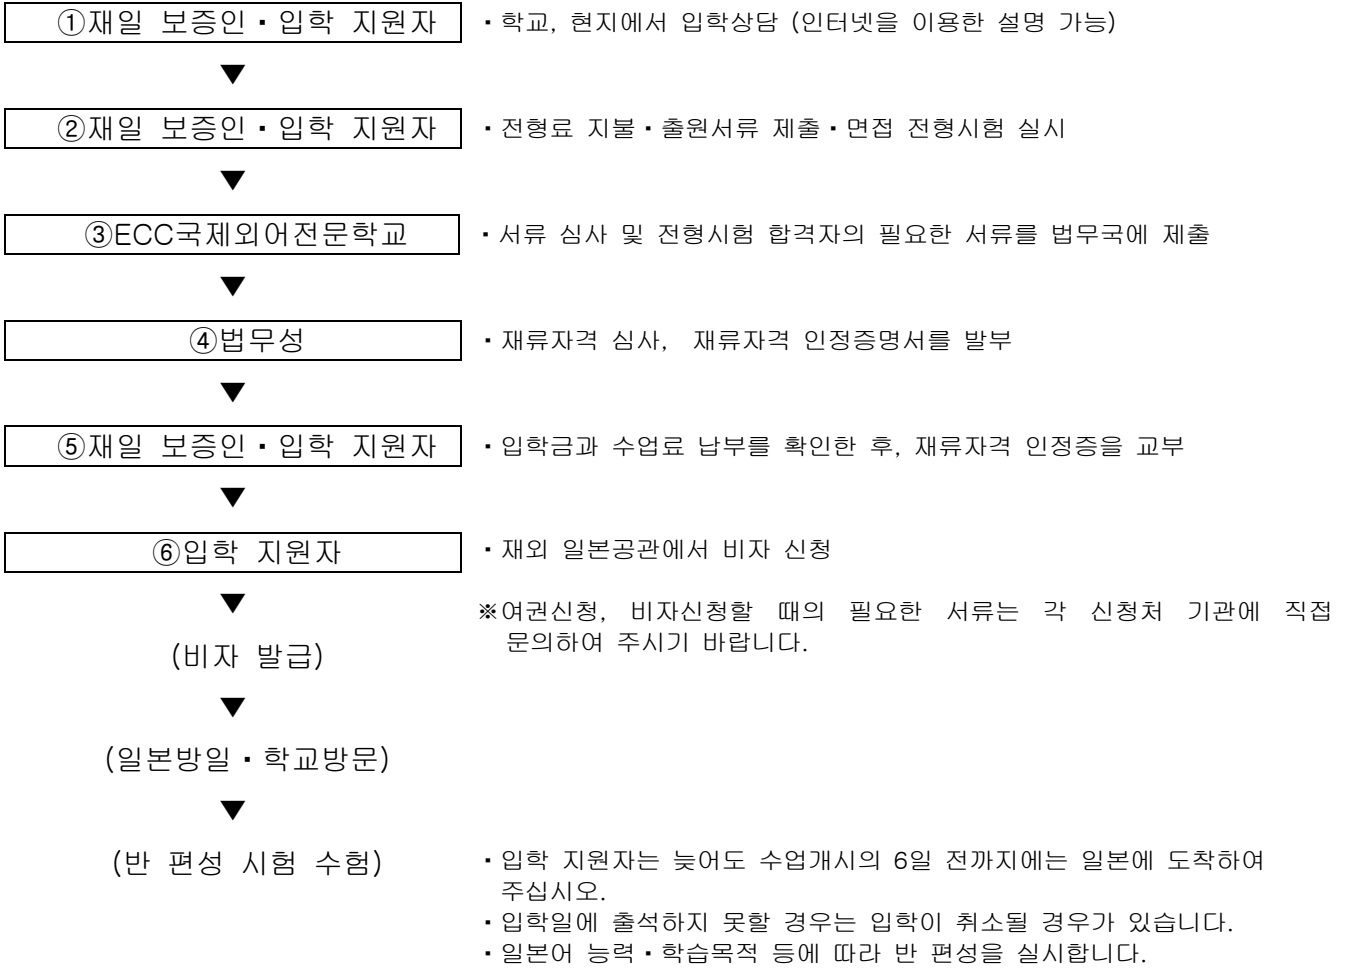 ①재일 보증인・입학 지원자
・학교, 현지에서 입학상담 (인터넷을 이용한 설명 가능)
▼
②재일 보증인・입학 지원자
・전형료 지불・출원서류 제출・면접 전형시험 실시
▼
③ECC국제외어전문학교
・서류 심사 및 전형시험 합격자의 필요한 서류를 법무국에 제출
▼
④법무성
・재류자격 심사, 재류자격 인정증명서를 발부
▼
⑤재일 보증인・입학 지원자
・입학금과 수업료 납부를 확인한 후, 재류자격 인정증을 교부
▼
⑥입학 지원자
・재외 일본공관에서 비자 신청
▼
※여권신청, 비자신청할 때의 필요한 서류는 각 신청처 기관에 직접
문의하여 주시기 바랍니다.
(비자 발급)
▼
(일본방일・학교방문)
▼
(반 편성 시험 수험)
・입학 지원자는 늦어도 수업개시의 6일 전까지에는 일본에 도착하여
주십시오.
・입학일에 출석하지 못할 경우는 입학이 취소될 경우가 있습니다.
・일본어 능력・학습목적 등에 따라 반 편성을 실시합니다.